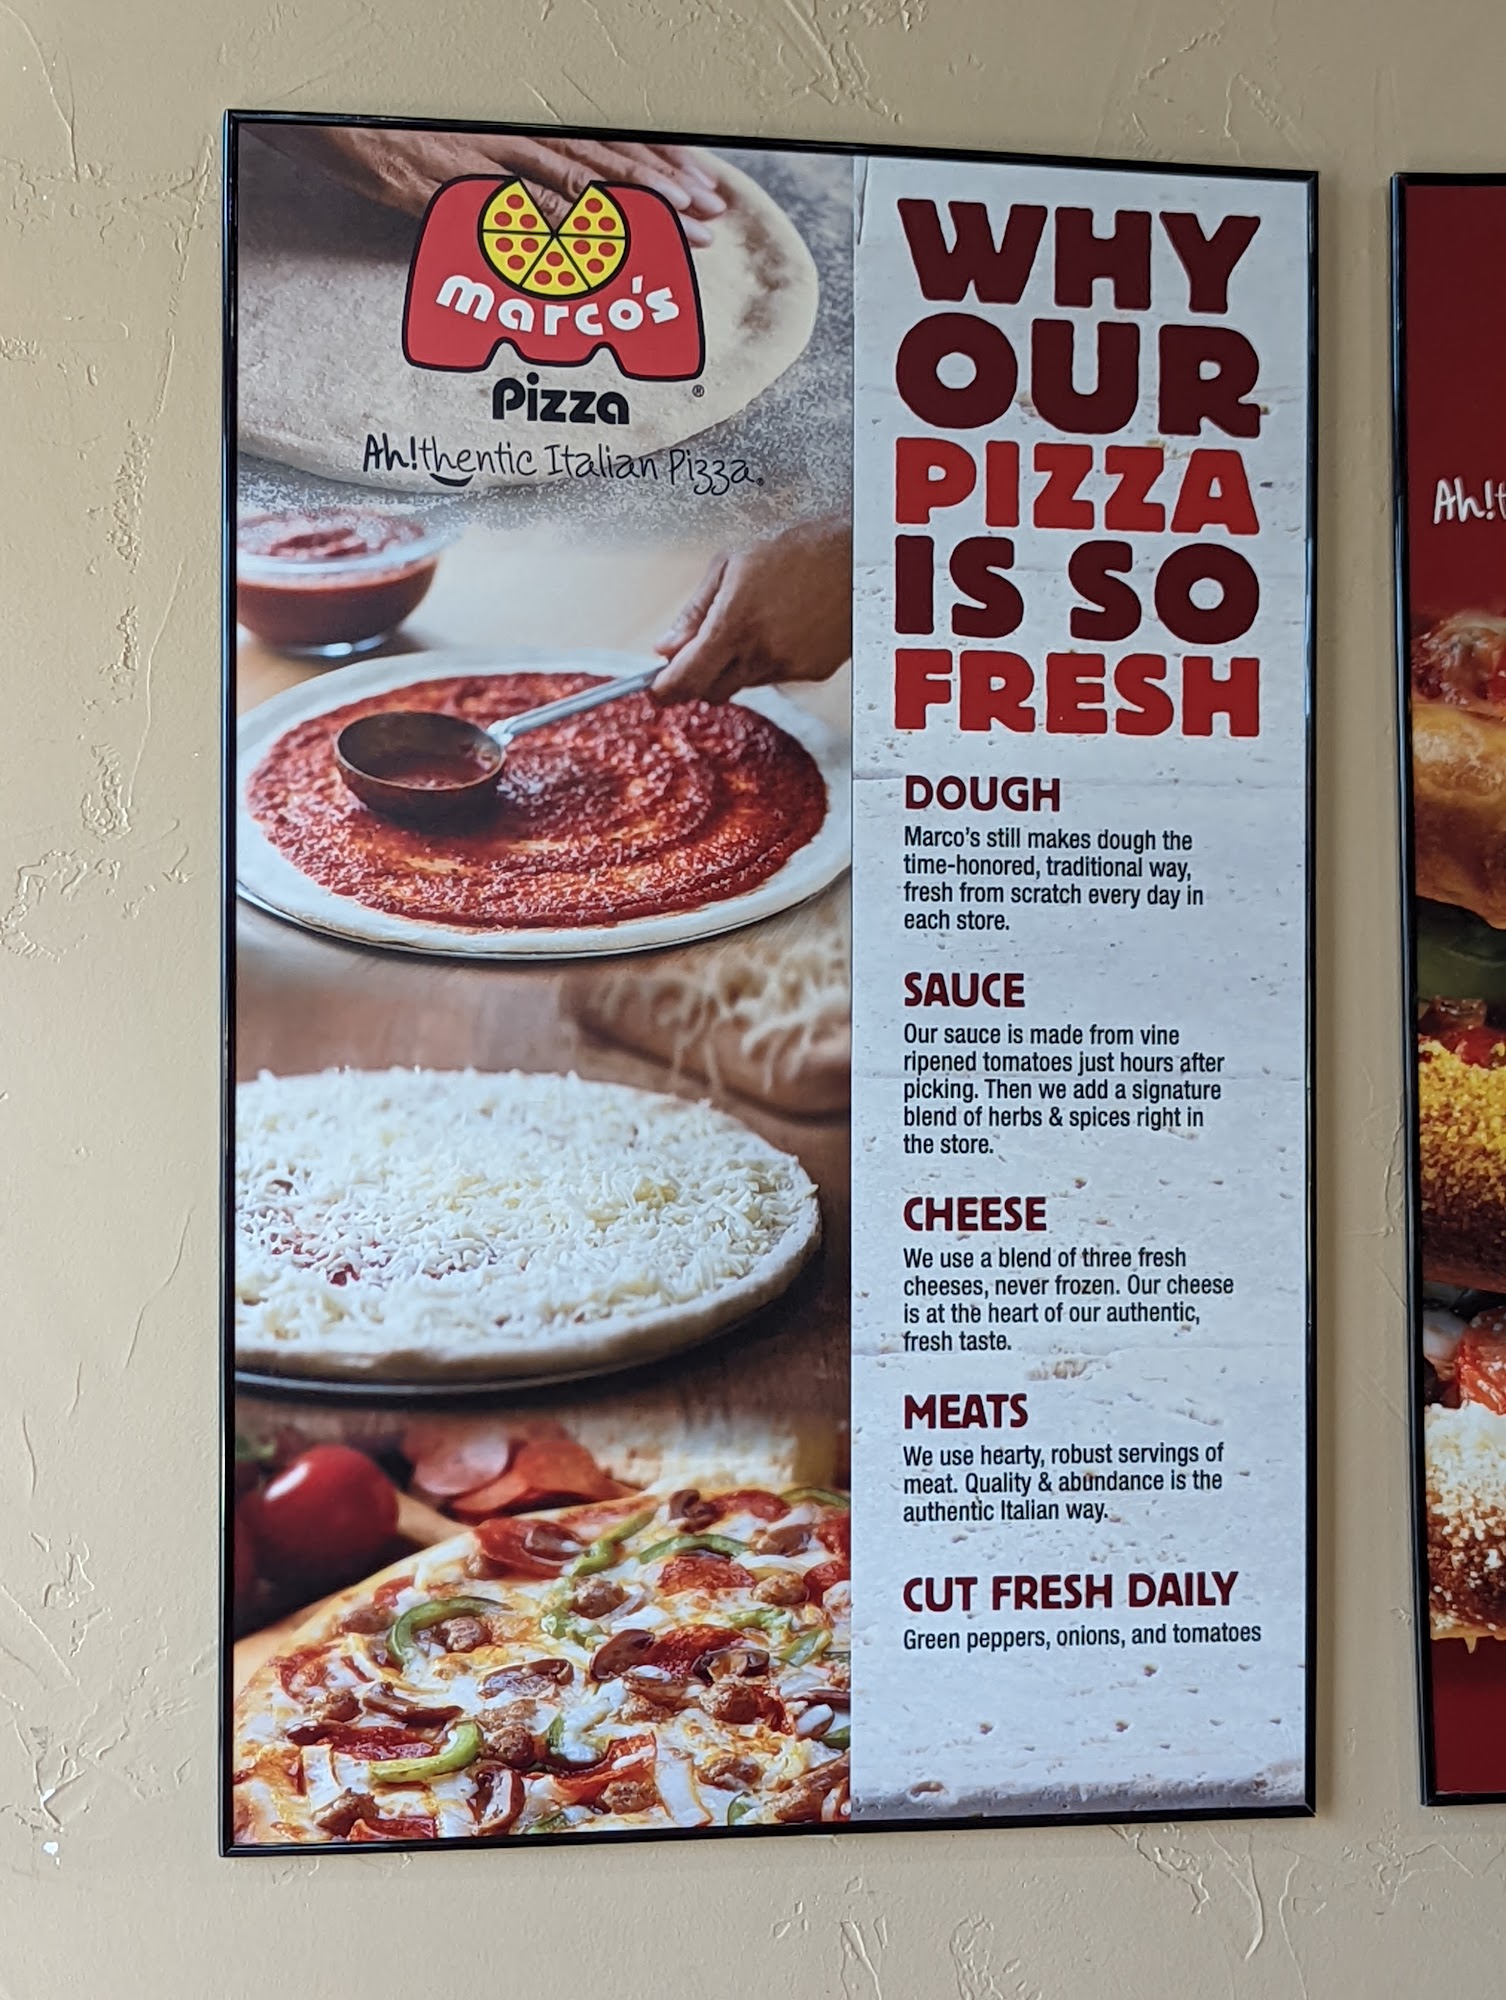 marco's
Pizza ®
Ah!thentic Italian Pizza®
WHY
OUR
PIZZA
IS SO
FRESH
DOUGH
Marco's still makes dough the
time-honored, traditional way,
fresh from scratch every day in
each store.
SAUCE
Our sauce is made from vine
ripened tomatoes just hours after
picking. Then we add a signature
blend of herbs & spices right in
the store.
CHEESE
We use a blend of three fresh
cheeses, never frozen. Our cheese
is at the heart of our authentic,
fresh taste.
MEATS
We use hearty, robust servings of
meat. Quality & abundance is the
authentic Italian way.
CUT FRESH DAILY
Green peppers, onions, and tomatoes
Ah!t